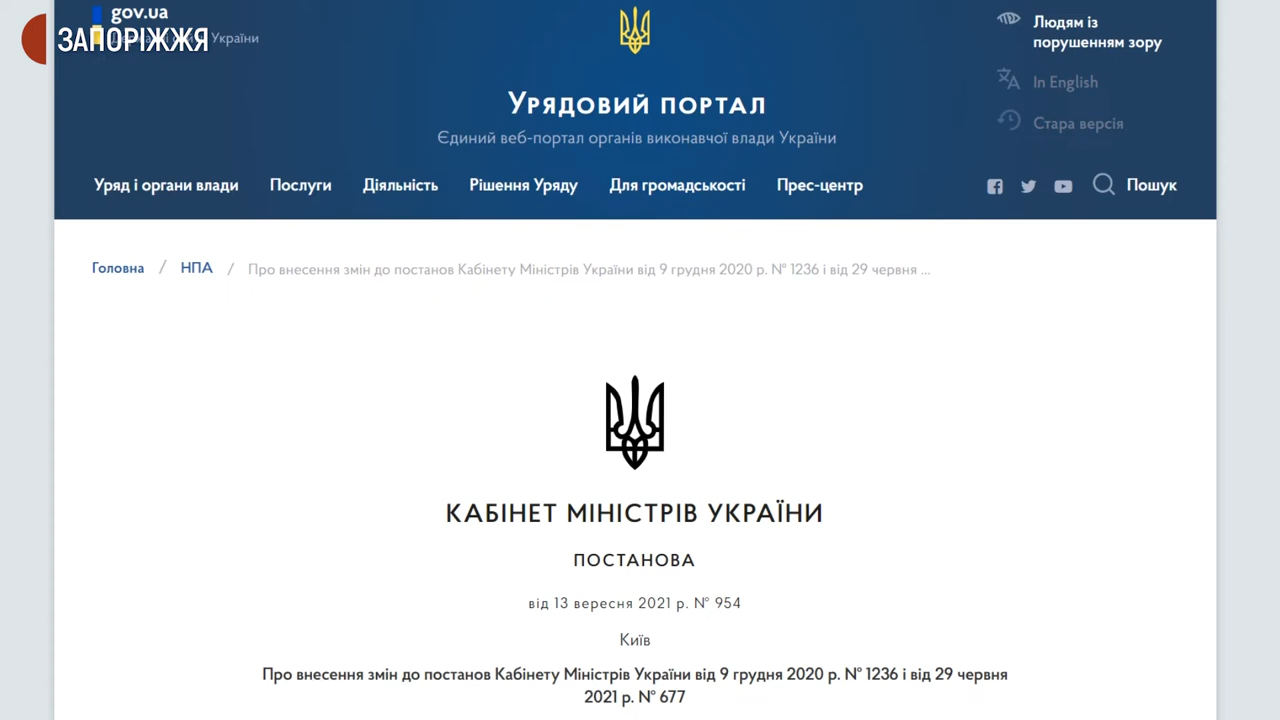 gov.ua
ЗАПОРІЖЖЯ
України
Людям із
порушенням зору
In English
Стара версія
Урядовий портал
Єдиний веб-портал органів виконавчої влади України
Уряд і органи влади Послуги Діяльність Рішення Уряду Для громадськості Прес-центр Пошук
Головна / НПА / Про внесення змін до постанов Кабінету Міністрів України від 9 грудня 2020 р. № 1236 і від 29 червня ...
КАБІНЕТ МІНІСТРІВ УКРАЇНИ
ПОСТАНОВА
від 13 вересня 2021 р. № 954
Київ
Про внесення змін до постанов Кабінету Міністрів України від 9 грудня 2020 р. № 1236 і від 29 червня
2021 р. № 677